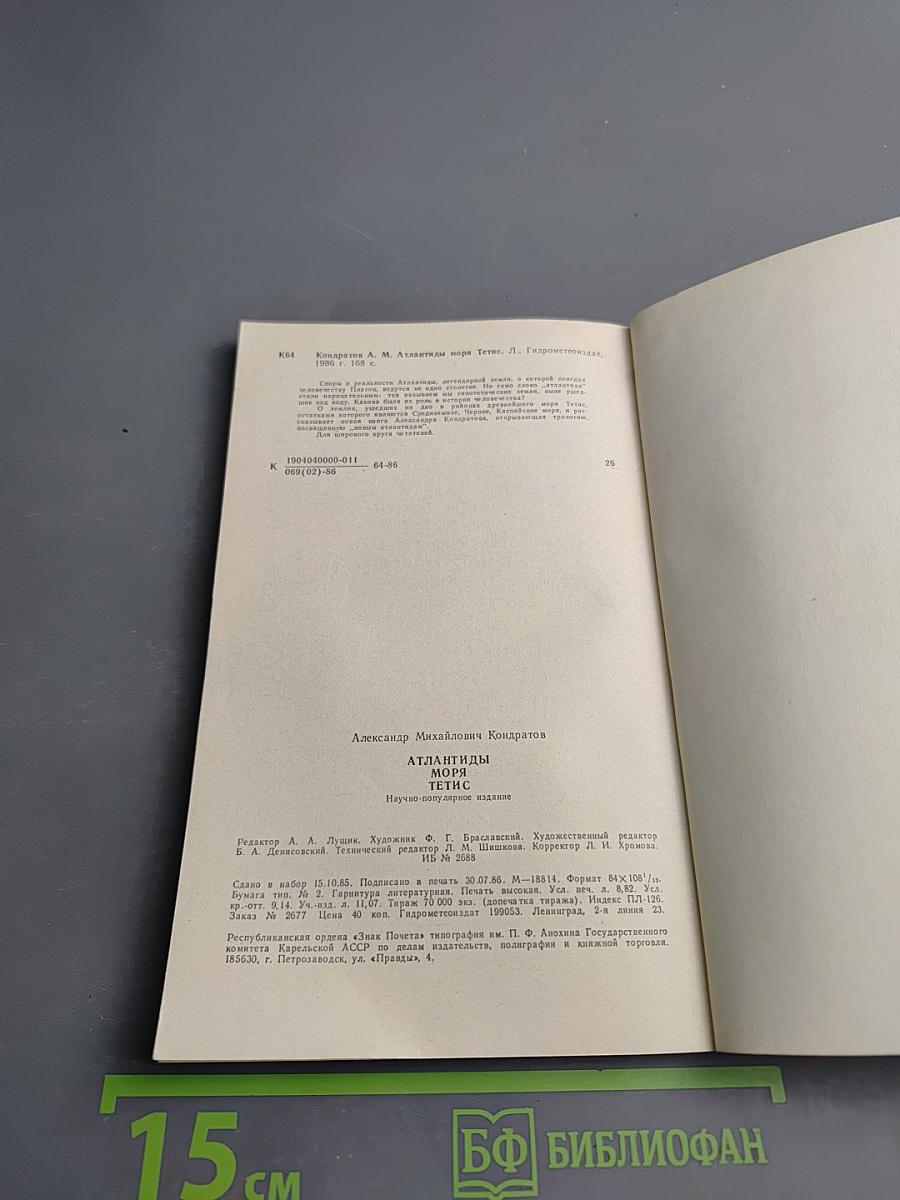 К64 Кондратов А. М. Атлантиды моря Тетис. Л., Гидрометеоиздат,
1986 г. 168 с.
Споры о реальности Атлантиды, легендарной земли, о которой поведал
человечеству Платон, ведутся не одно столетие. Но само слово „атлантида"
стало нарицательным: так называем мы гипотетические земли, ныне ушед-
шие под воду. Какова была их роль в истории человечества?
О землях, ушедших на дно в районах древнейшего моря Тетис,
остатками которого являются Средиземное, Черное, Каспийское моря, и рас-
сказывает новая книга Александра Кондратова, открывающая трилогию,
посвященную „новым атлантидам".
Для широкого круга читателей.
К 1904040000-011 64-86 26
069(02)-86
Александр Михайлович Кондратов
АТЛАНТИДЫ
МОРЯ
ТЕТИС
Научно-популярное издание
Редактор А. А. Лущик. Художник Ф. Г. Браславский. Художественный редактор
Б. А. Денисовский. Технический редактор Л. М. Шишкова. Корректор Л. И. Хромова.
ИБ № 2688
Сдано в набор 15.10.85. Подписано в печать 30.07.86. М—18814. Формат 84×108¹/₃₂.
Бумага тип. № 2. Гарнитура литературная. Печать высокая. Усл. печ. л. 8,82. Усл.
кр.-отт. 9,14. Уч.-изд. л. 11,07. Тираж 70 000 экз. (допечатка тиража). Индекс ПЛ-126.
Заказ № 2677 Цена 40 коп. Гидрометеоиздат 199053. Ленинград, 2-я линия 23.
Республиканская ордена «Знак Почета» типография им. П. Ф. Анохина Государственного
комитета Карельской АССР по делам издательств, полиграфии и книжной торговли.
185630, г. Петрозаводск, ул. «Правды», 4.
15 см БФ БИБЛИОФАН